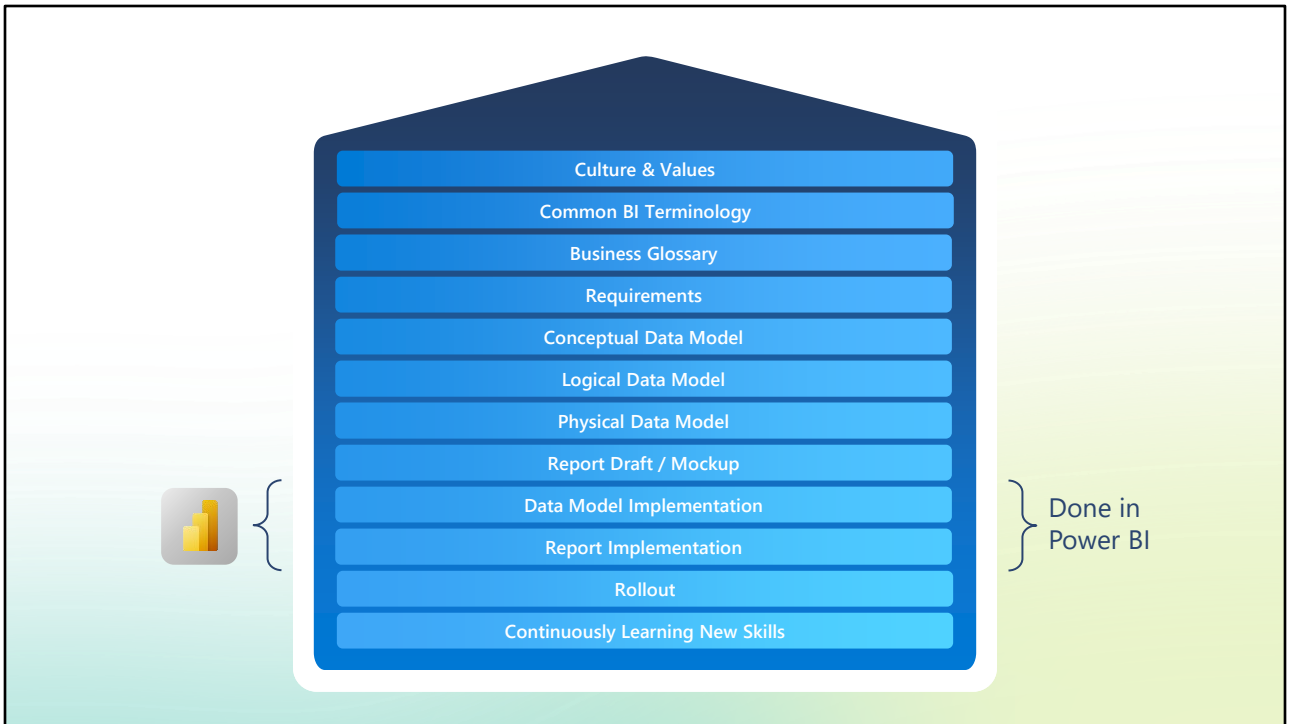 Culture & Values
Common BI Terminology
Business Glossary
Requirements
Conceptual Data Model
Logical Data Model
Physical Data Model
Report Draft / Mockup
Data Model Implementation
Report Implementation
Rollout
Continuously Learning New Skills
Done in
Power BI